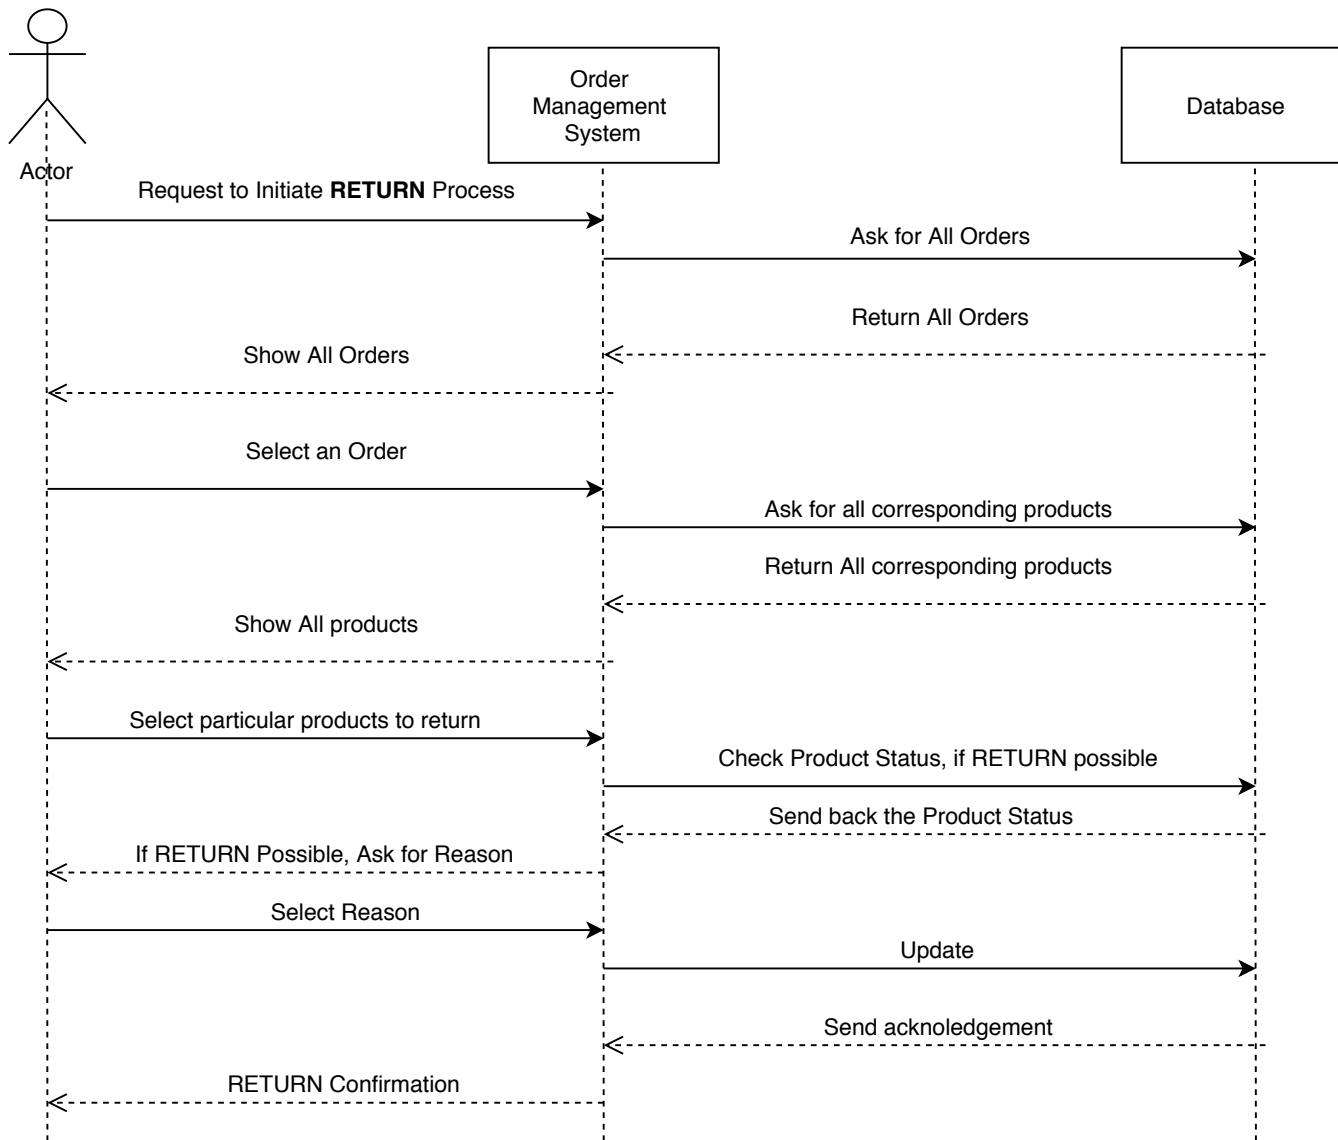 Actor
Order
Management
System
Database
Request to Initiate RETURN Process
Ask for All Orders
Return All Orders
Show All Orders
Select an Order
Ask for all corresponding products
Return All corresponding products
Show All products
Select particular products to return
Check Product Status, if RETURN possible
Send back the Product Status
If RETURN Possible, Ask for Reason
Select Reason
Update
Send acknoledgement
RETURN Confirmation